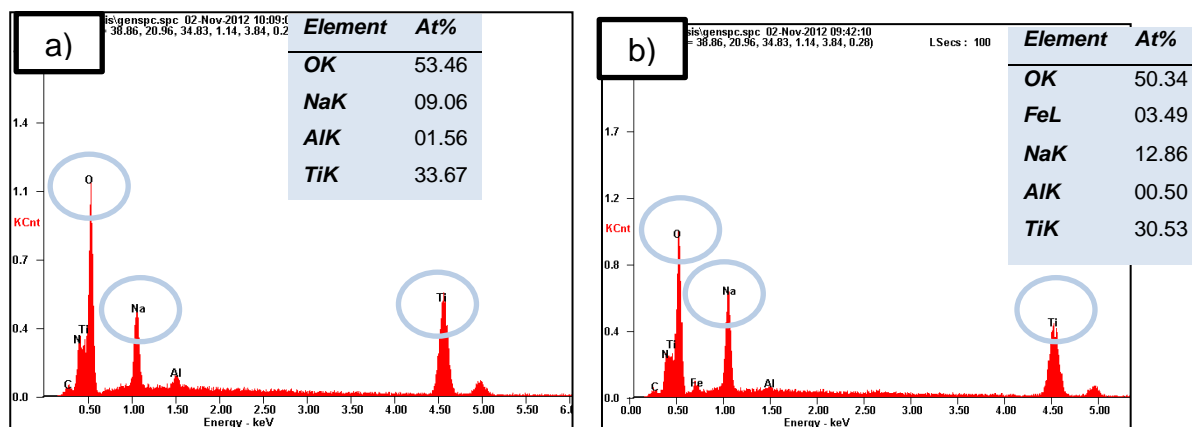 a)
sis\genspc.spc 02-Nov-2012 10:09:0
= 38.86, 20.96, 34.83, 1.14, 3.84, 0.2
Element At%
OK 53.46
NaK 09.06
AlK 01.56
TiK 33.67
1.4
1.1
KCnt
0.7
0.4
0.0
C
N
Ti
O
Na
Al
Ti
0.50 1.00 1.50 2.00 2.50 3.00 3.50 4.00 4.50 5.00 5.50 6.0
Energy - keV
b)
sis\genspc.spc 02-Nov-2012 09:42:10
= 38.86, 20.96, 34.83, 1.14, 3.84, 0.28)
LSecs : 100
Element At%
OK 50.34
FeL 03.49
NaK 12.86
AlK 00.50
TiK 30.53
1.7
1.2
KCnt
0.8
0.4
0.0
C
N
Ti
O
Fe
Na
Al
Ti
0.00 0.50 1.00 1.50 2.00 2.50 3.00 3.50 4.00 4.50 5.00
Energy - keV